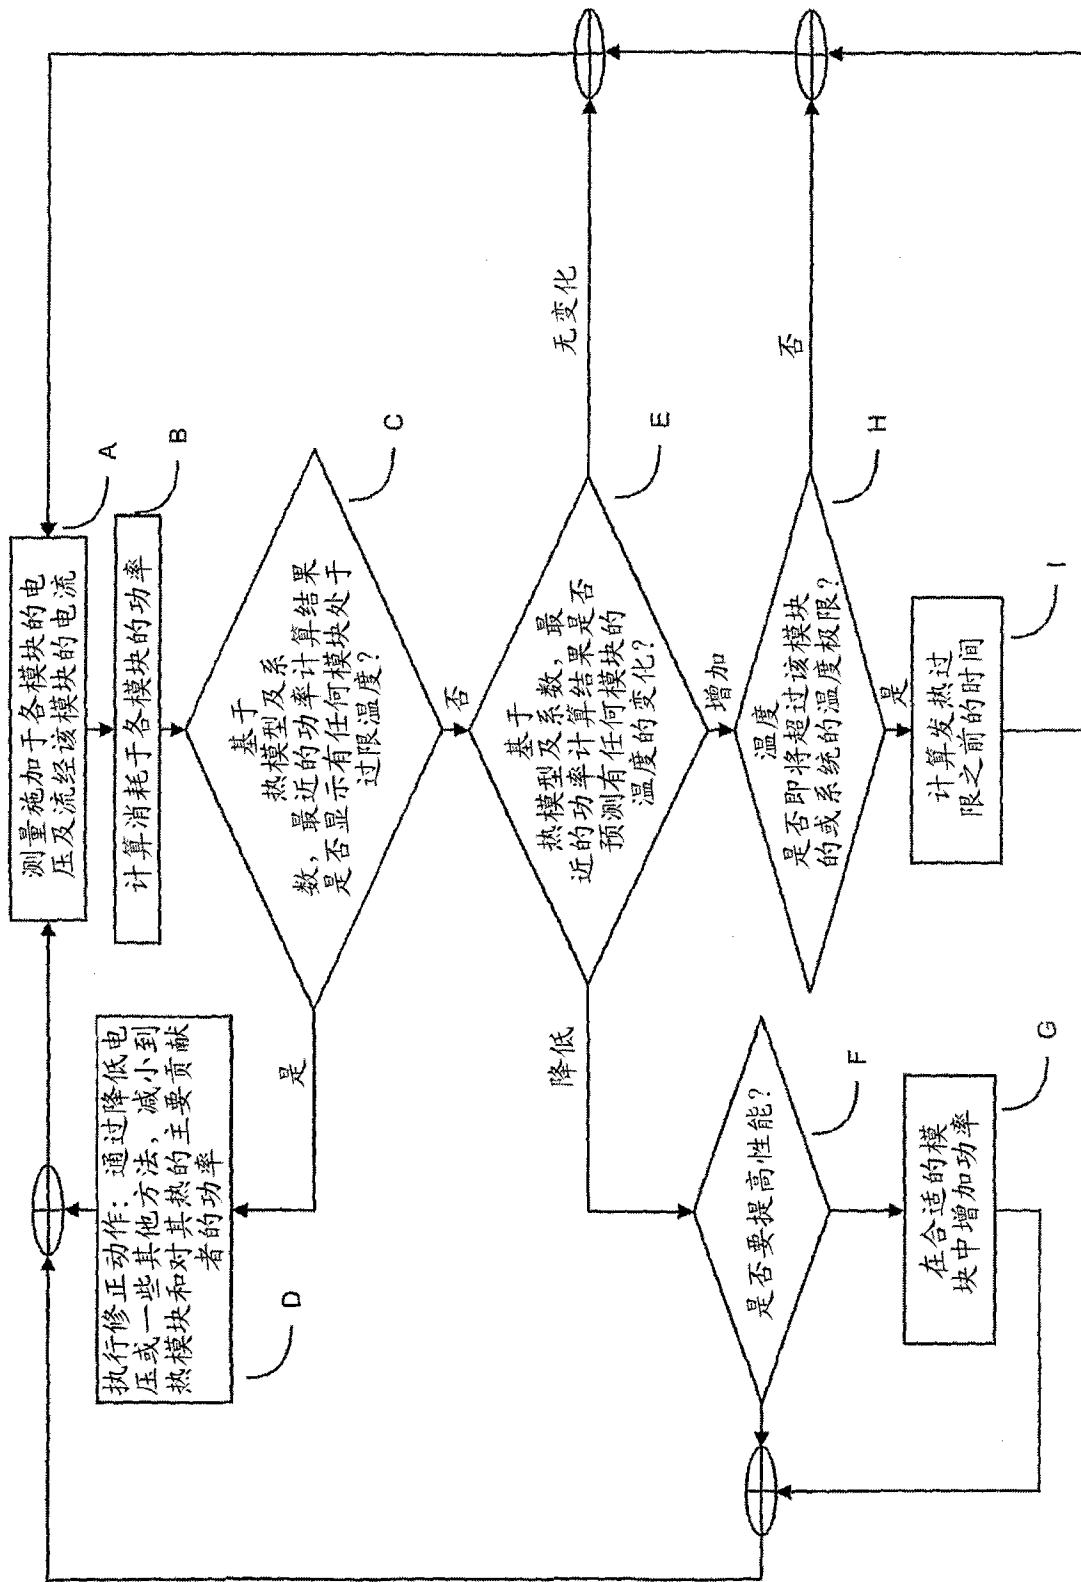 测量施加于各模块的电
压及流经该模块的电流
A
计算消耗于各模块的功率
B
基于
热模型及系
数，最近的功率计算结果
是否显示有任何模块处于
过限温度？
C
是
否
执行修正动作：通过降低电
压或一些其他方法，减小到
热模块和对其热的主要贡献
者的功率
D
基于
热模型及系数，最
近的功率计算结果是否
预测有任何模块的
温度的变化？
E
无变化
降低
增加
是否要提高性能？
F
在合适的模
块中增加功率
G
温度
是否即将超过该模块
的或系统的温度极限？
H
否
是
计算发热过
限之前的时间
I